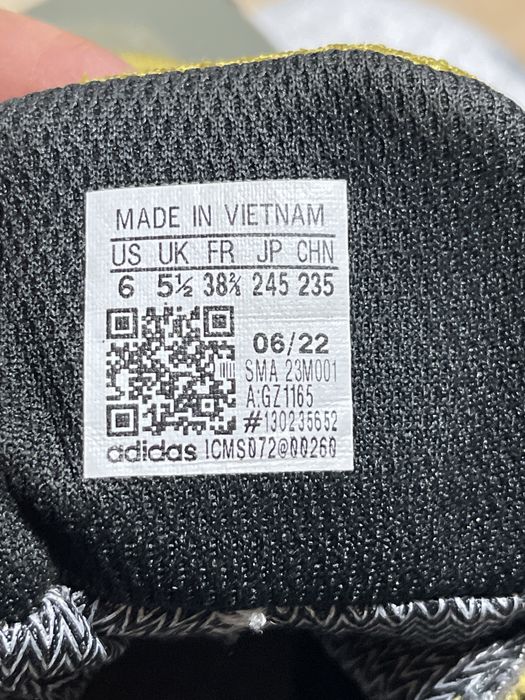 MADE IN VIETNAM
US UK FR JP CHN
6 5½ 38⅔ 245 235
06/22
SMA 23M001
A:GZ1165
#130235652
adidas ICMS072@00260